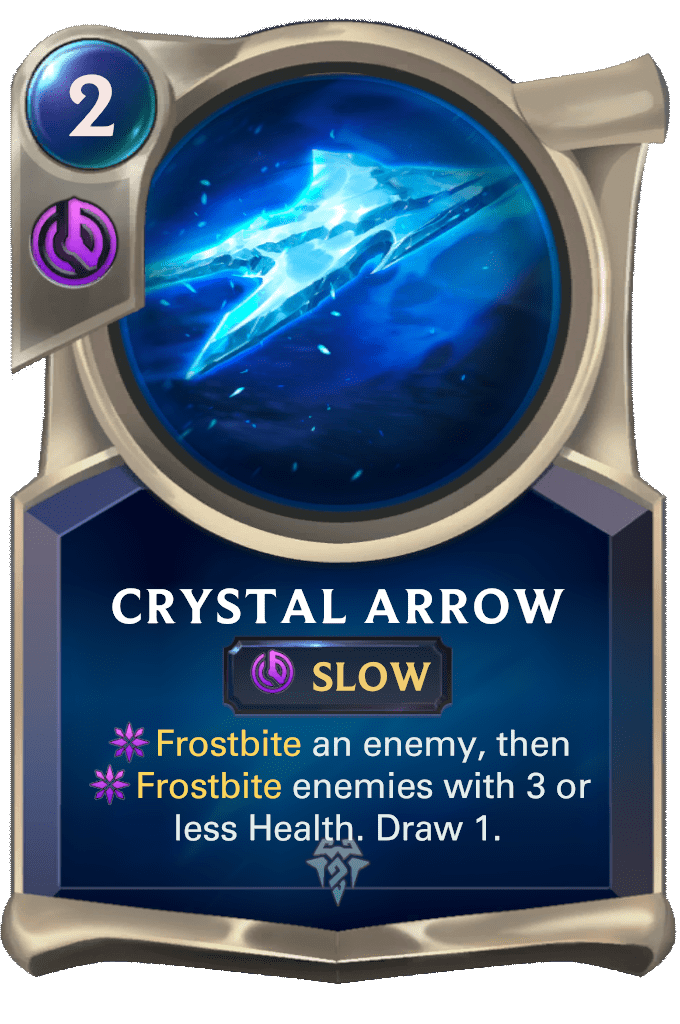 2
CRYSTAL ARROW
SLOW
Frostbite an enemy, then
Frostbite enemies with 3 or
less Health. Draw 1.